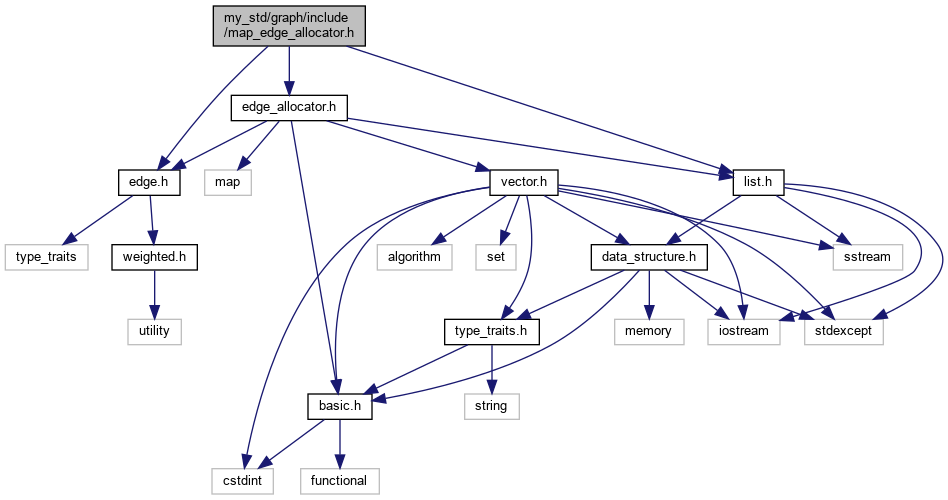 my_std/graph/include
/map_edge_allocator.h
edge_allocator.h
edge.h
map
vector.h
list.h
type_traits
weighted.h
algorithm
set
data_structure.h
sstream
utility
type_traits.h
memory
iostream
stdexcept
basic.h
string
cstdint
functional